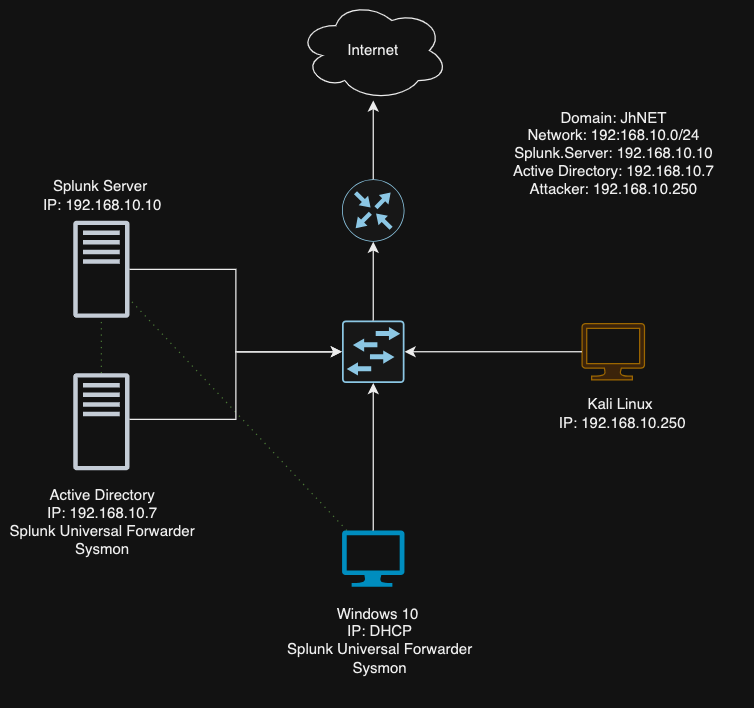 Internet
Domain: JhNET
Network: 192:168.10.0/24
Splunk.Server: 192.168.10.10
Active Directory: 192.168.10.7
Attacker: 192.168.10.250
Splunk Server
IP: 192.168.10.10
Kali Linux
IP: 192.168.10.250
Active Directory
IP: 192.168.10.7
Splunk Universal Forwarder
Sysmon
Windows 10
IP: DHCP
Splunk Universal Forwarder
Sysmon